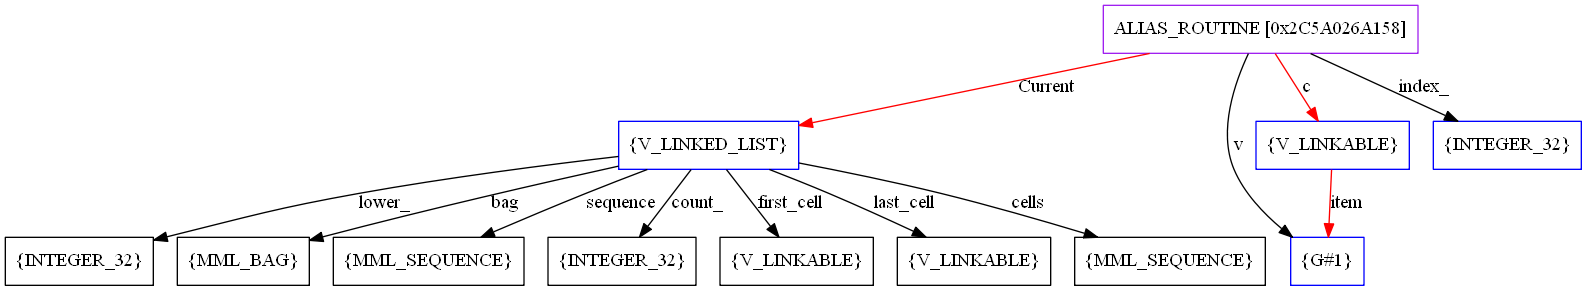 ALIAS_ROUTINE [0x2C5A026A158]
Current
c
index_
{V_LINKED_LIST}
v
{V_LINKABLE}
{INTEGER_32}
lower_
bag
sequence
count_
first_cell
last_cell
cells
item
{INTEGER_32}
{MML_BAG}
{MML_SEQUENCE}
{INTEGER_32}
{V_LINKABLE}
{V_LINKABLE}
{MML_SEQUENCE}
{G#1}